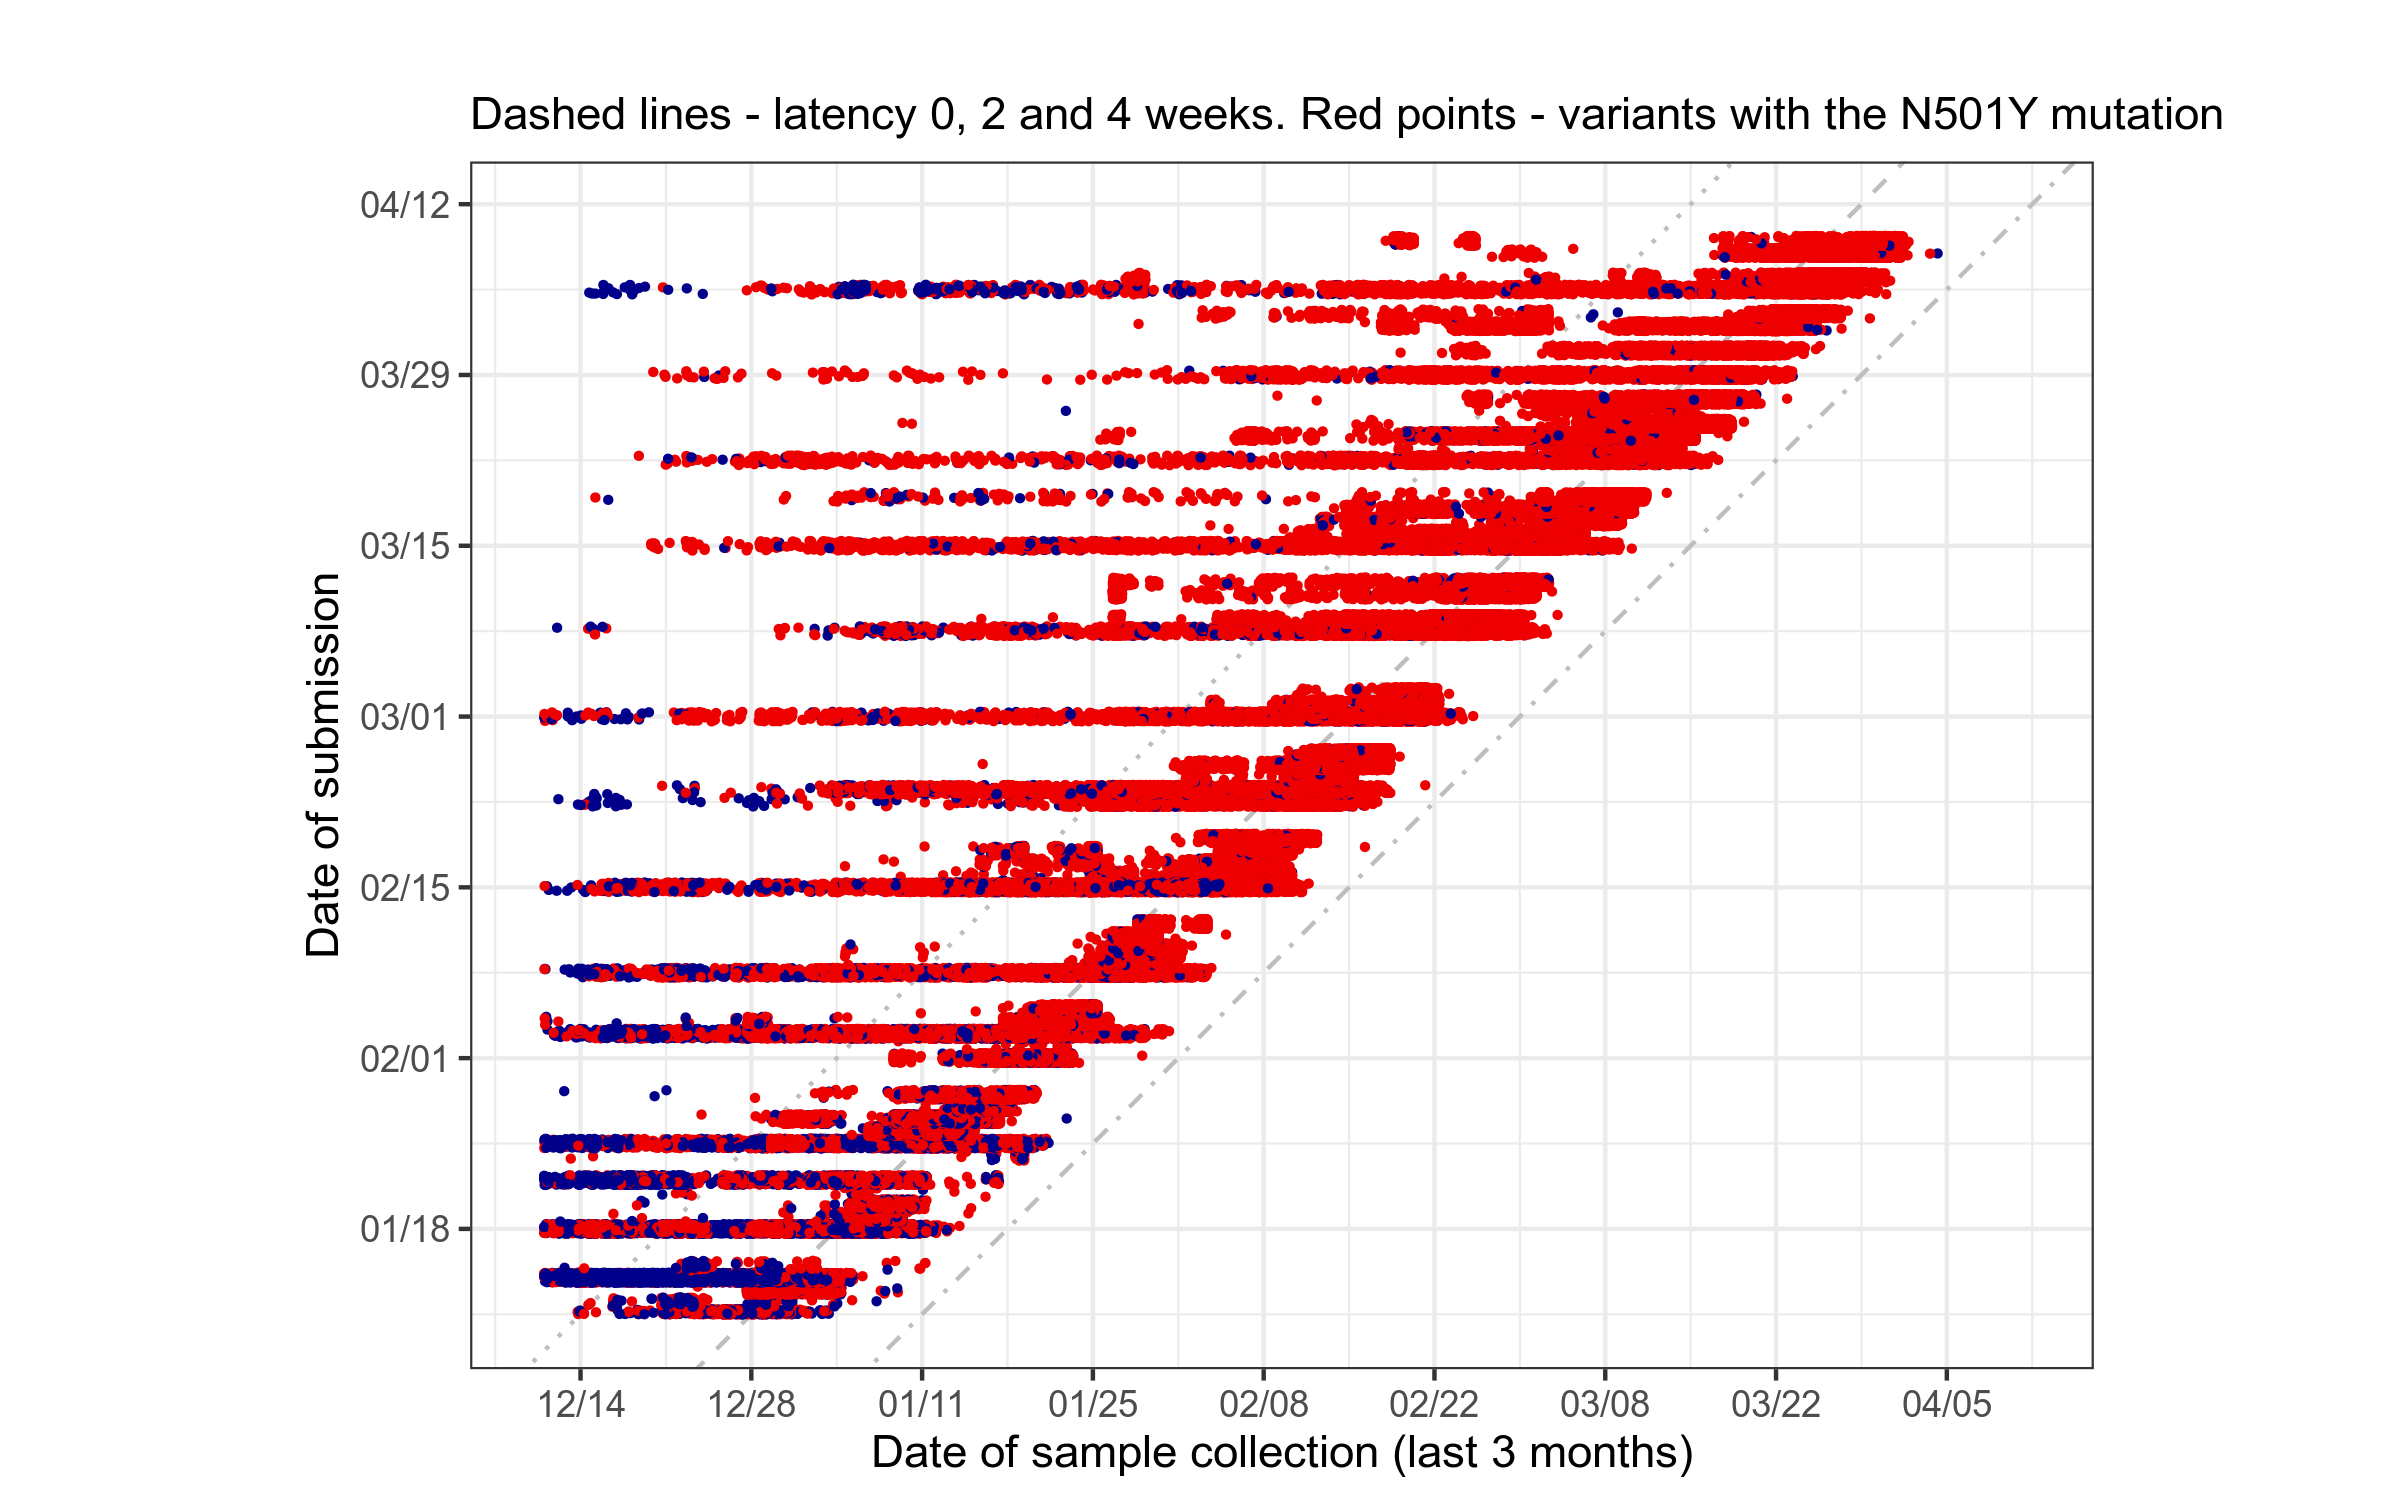 Dashed lines - latency 0, 2 and 4 weeks. Red points - variants with the N501Y mutation
Date of submission
04/12
03/29
03/15
03/01
02/15
02/01
01/18
12/14 12/28 01/11 01/25 02/08 02/22 03/08 03/22 04/05
Date of sample collection (last 3 months)